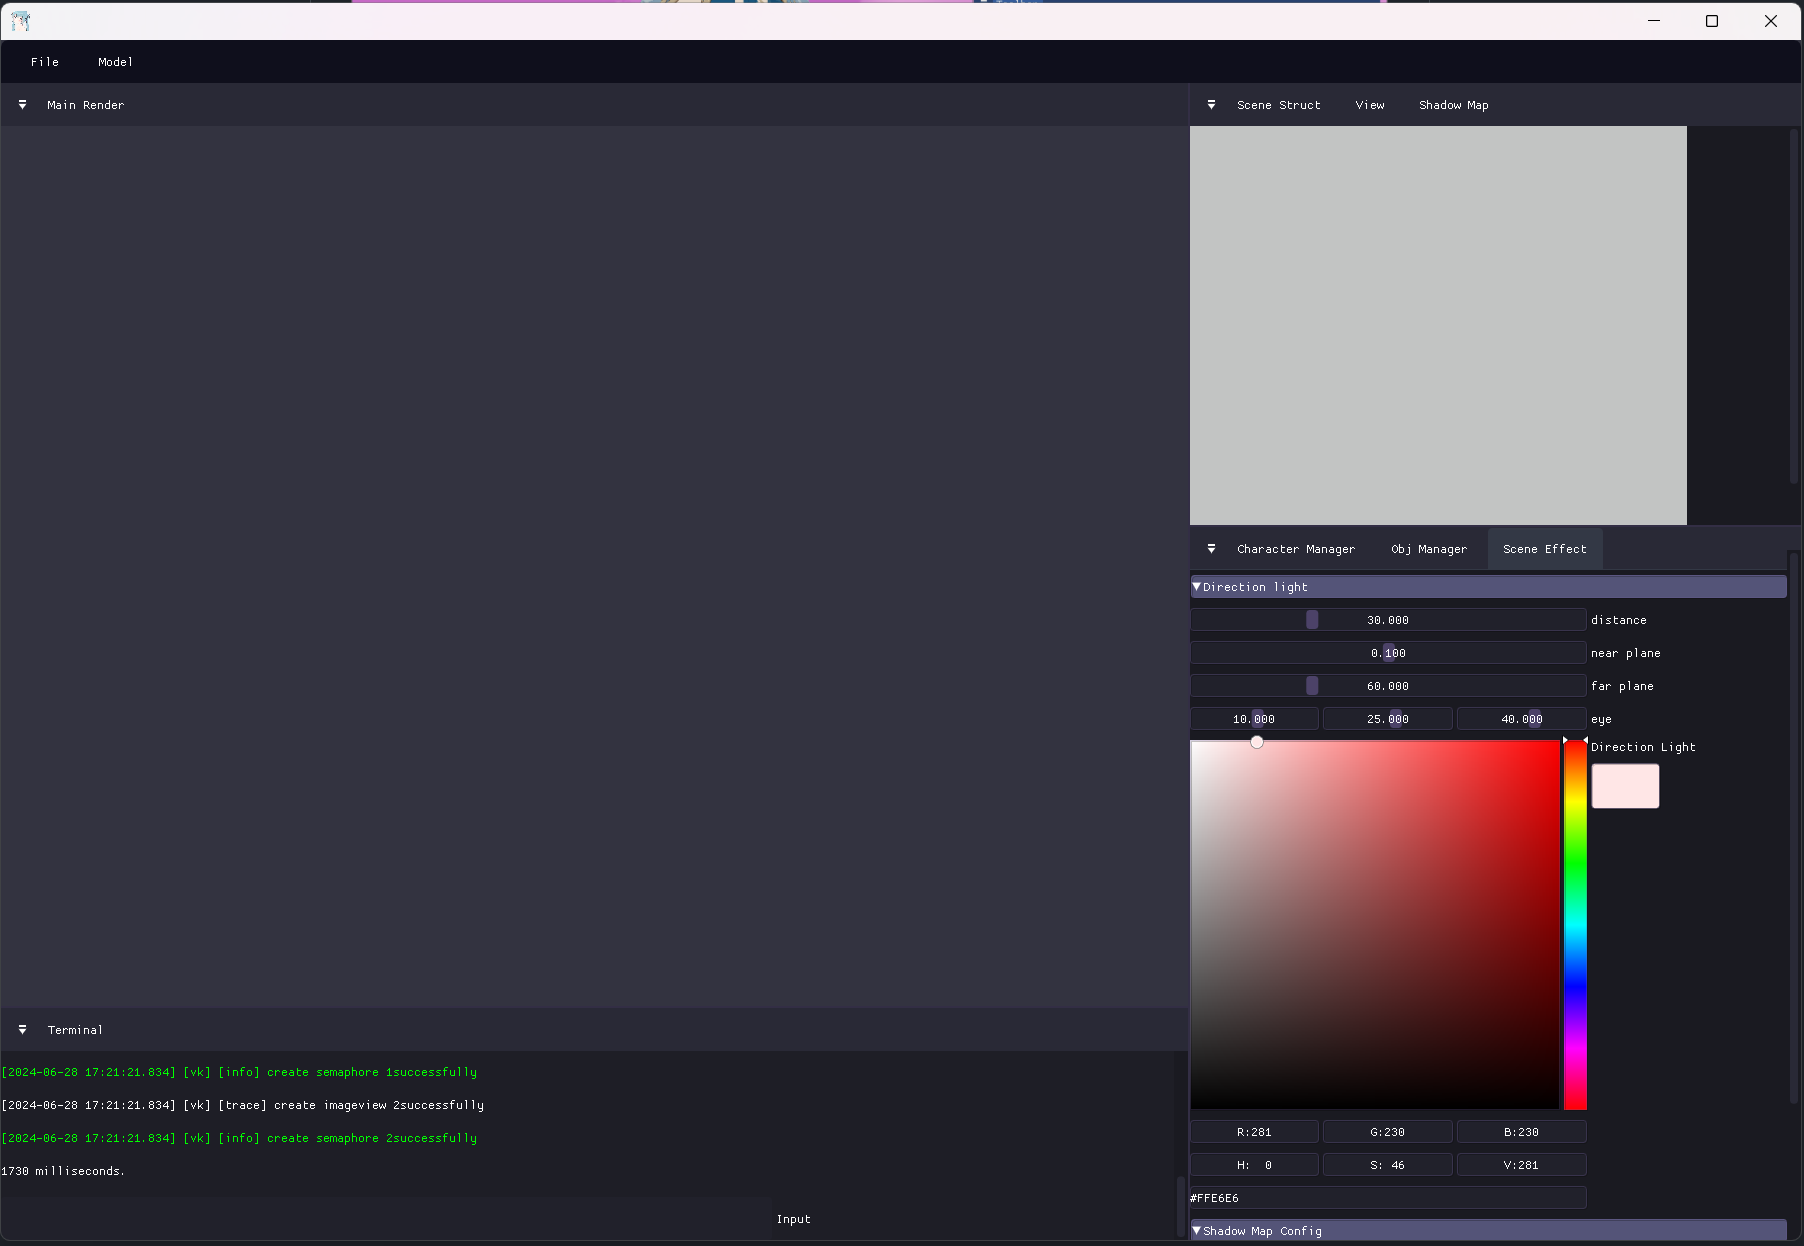 File Model
Main Render
Scene Struct View Shadow Map
Character Manager Obj Manager Scene Effect
Direction light
30.000 distance
0.100 near plane
60.000 far plane
10.000 25.000 40.000 eye
Direction Light
R:281 G:230 B:230
H: 0 S: 46 V:281
#FFE6E6
Shadow Map Config
Terminal
[2024-06-28 17:21:21.834] [vk] [info] create semaphore 1successfully
[2024-06-28 17:21:21.834] [vk] [trace] create imageview 2successfully
[2024-06-28 17:21:21.834] [vk] [info] create semaphore 2successfully
1730 milliseconds.
Input